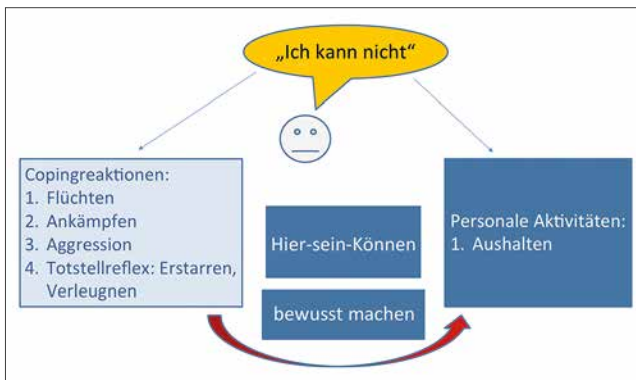 „Ich kann nicht“
Copingreaktionen:
1. Flüchten
2. Ankämpfen
3. Aggression
4. Totstellreflex: Erstarren,
Verleugnen
Hier-sein-Können
bewusst machen
Personale Aktivitäten:
1. Aushalten